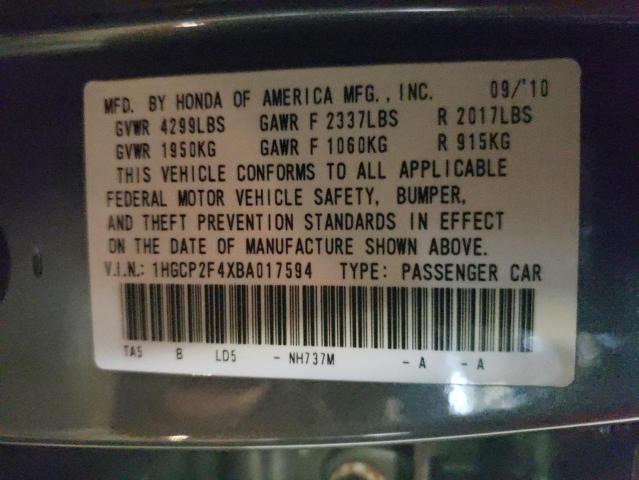 MFD. BY HONDA OF AMERICA MFG., INC. 09/'10
GVWR 4299LBS GAWR F 2337LBS R 2017LBS
GVWR 1950KG GAWR F 1060KG R 915KG
THIS VEHICLE CONFORMS TO ALL APPLICABLE
FEDERAL MOTOR VEHICLE SAFETY, BUMPER,
AND THEFT PREVENTION STANDARDS IN EFFECT
ON THE DATE OF MANUFACTURE SHOWN ABOVE.
V.I.N.: 1HGCP2F4XBA017594 TYPE: PASSENGER CAR
TA5 B LD5 - NH737M - A - A